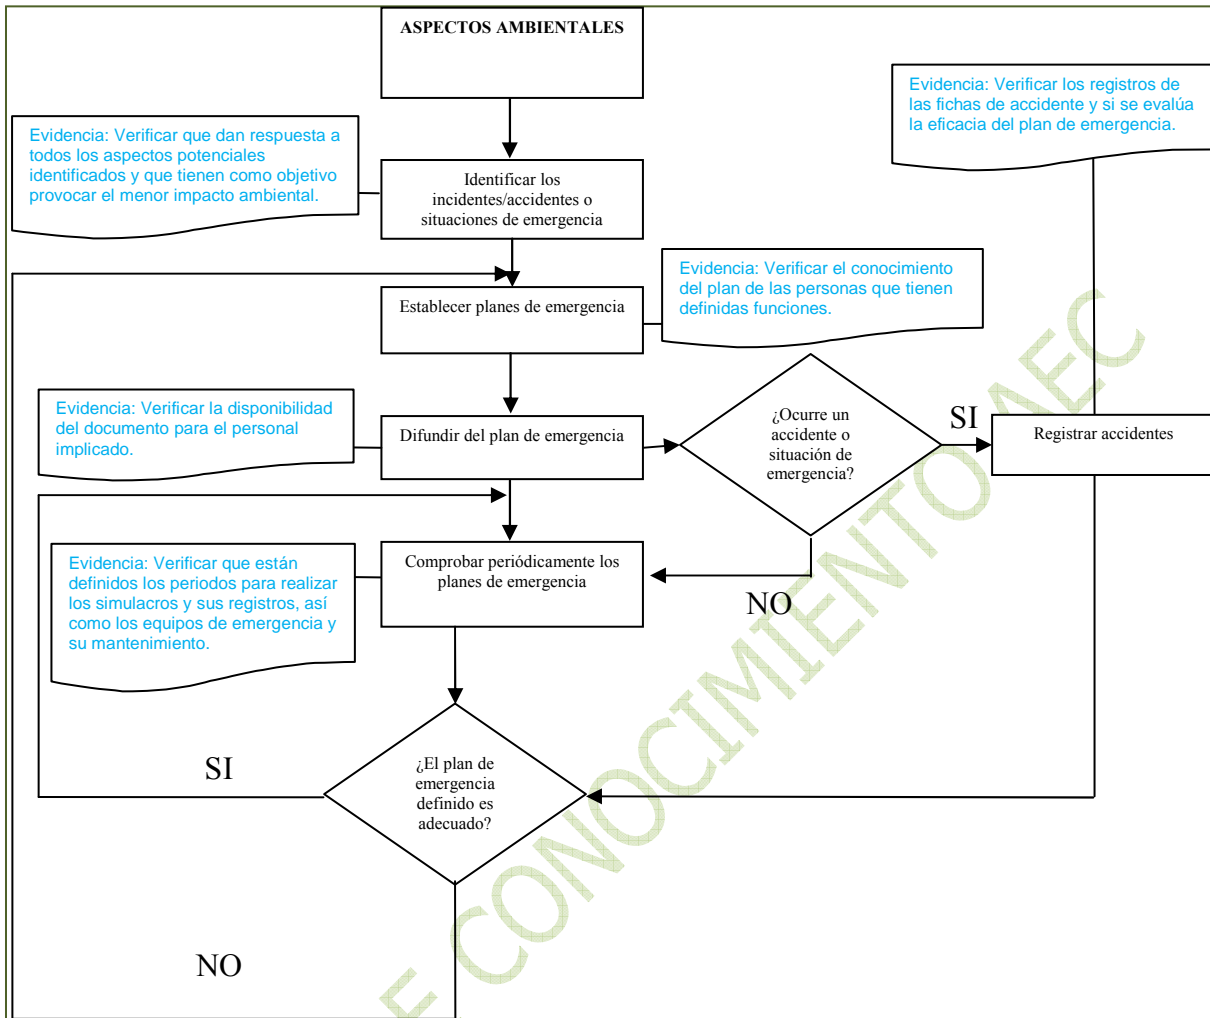 ASPECTOS AMBIENTALES
Evidencia: Verificar los registros de
las fichas de accidente y si se evalúa
la eficacia del plan de emergencia.
Evidencia: Verificar que dan respuesta a
todos los aspectos potenciales
identificados y que tienen como objetivo
provocar el menor impacto ambiental.
Identificar los
incidentes/accidentes o
situaciones de emergencia
Evidencia: Verificar el conocimiento
del plan de las personas que tienen
definidas funciones.
Establecer planes de emergencia
Evidencia: Verificar la disponibilidad
del documento para el personal
implicado.
Difundir del plan de emergencia
¿Ocurre un
accidente o
situación de
emergencia?
SI
Registrar accidentes
Evidencia: Verificar que están
definidos los periodos para realizar
los simulacros y sus registros, así
como los equipos de emergencia y
su mantenimiento.
Comprobar periódicamente los
planes de emergencia
NO
SI
¿El plan de
emergencia
definido es
adecuado?
NO
E CONOCIMIENTO AEC